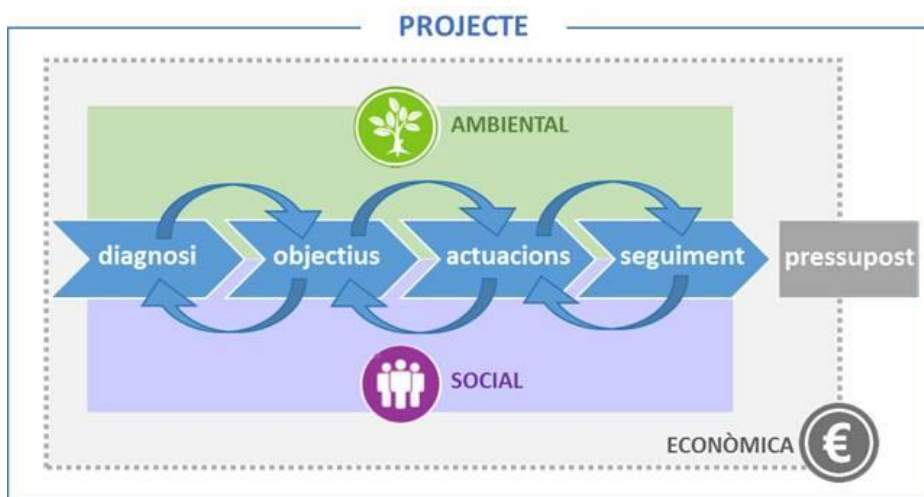 PROJECTE
AMBIENTAL
diagnosi
objectius
actuacions
seguiment
pressupost
SOCIAL
ECONÒMICA
€